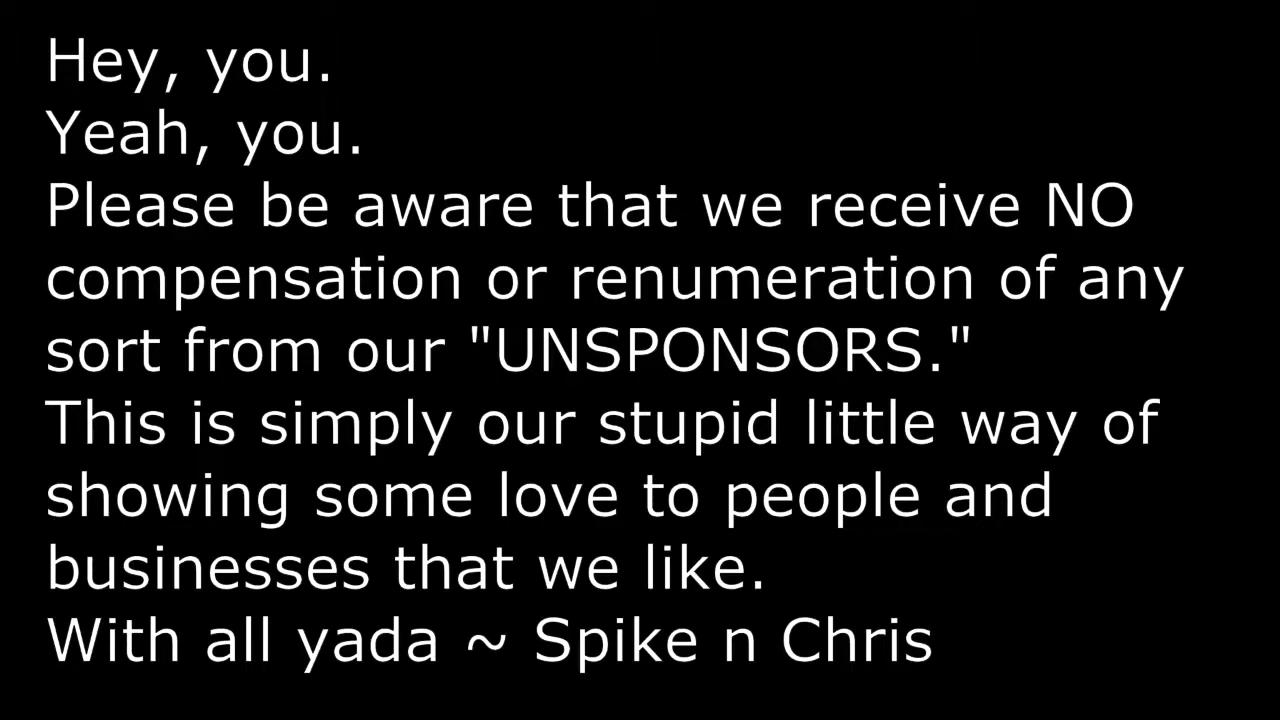 Hey, you.
Yeah, you.
Please be aware that we receive NO
compensation or renumeration of any
sort from our "UNSPONSORS."
This is simply our stupid little way of
showing some love to people and
businesses that we like.
With all yada ~ Spike n Chris